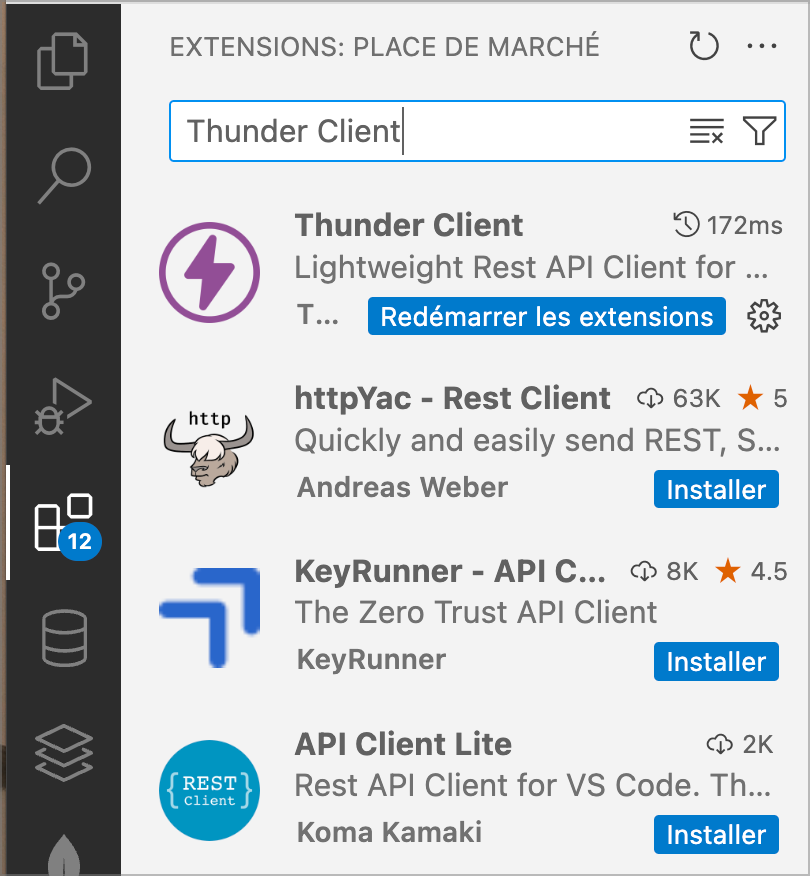 EXTENSIONS: PLACE DE MARCHÉ
Thunder Client
Thunder Client 172ms
Lightweight Rest API Client for ...
T... Redémarrer les extensions
http
httpYac - Rest Client 63K 5
Quickly and easily send REST, S...
Andreas Weber Installer
12
KeyRunner - API C... 8K 4.5
The Zero Trust API Client
KeyRunner Installer
API Client Lite 2K
{REST
Client}
Rest API Client for VS Code. Th...
Koma Kamaki Installer